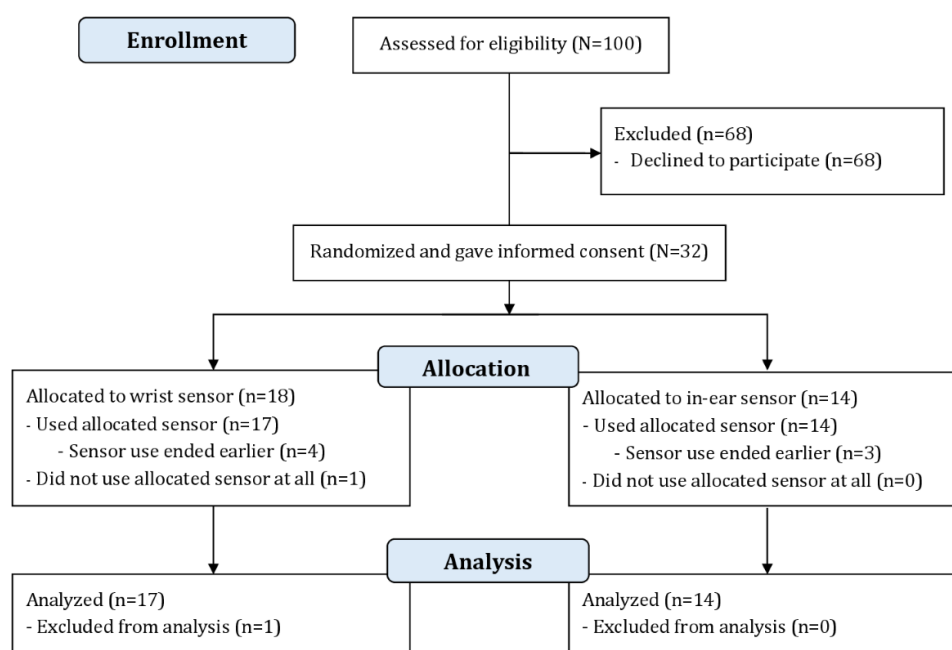 Enrollment
Assessed for eligibility (N=100)
Excluded (n=68)
- Declined to participate (n=68)
Randomized and gave informed consent (N=32)
Allocation
Allocated to wrist sensor (n=18)
- Used allocated sensor (n=17)
- Sensor use ended earlier (n=4)
- Did not use allocated sensor at all (n=1)
Allocated to in-ear sensor (n=14)
- Used allocated sensor (n=14)
- Sensor use ended earlier (n=3)
- Did not use allocated sensor at all (n=0)
Analysis
Analyzed (n=17)
- Excluded from analysis (n=1)
Analyzed (n=14)
- Excluded from analysis (n=0)